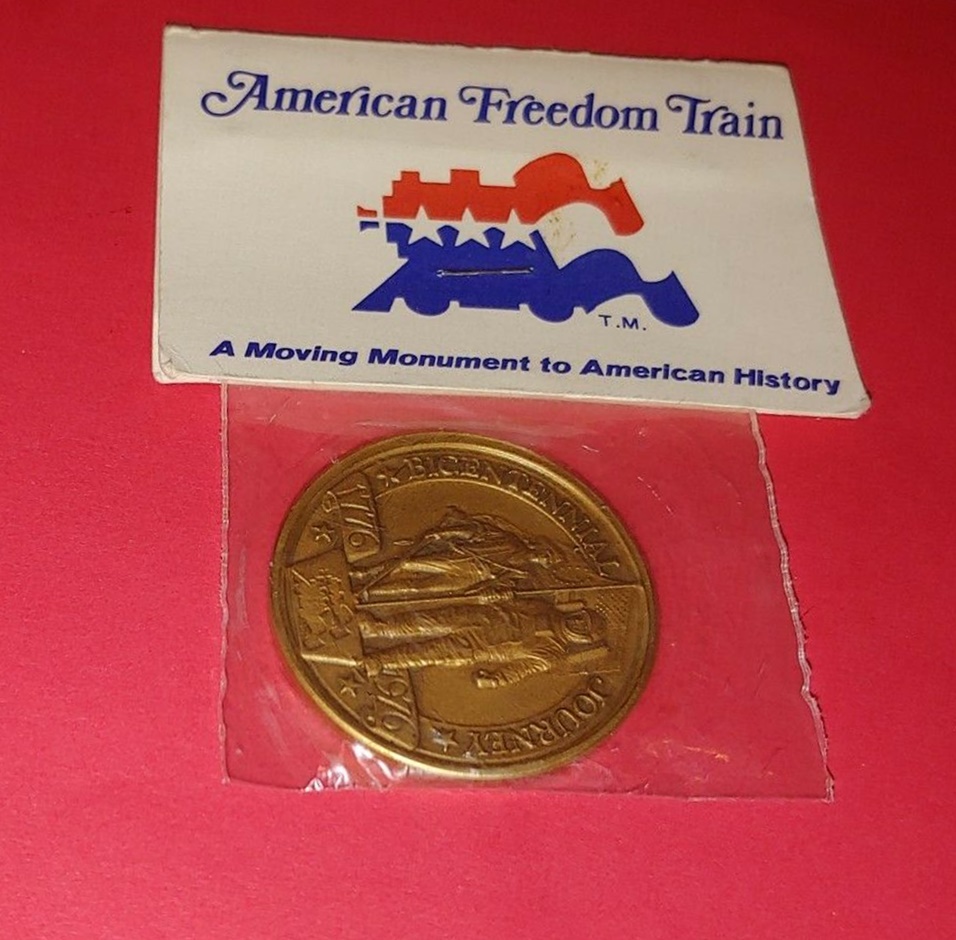 American Freedom Train
T.M.
A Moving Monument to American History
BICENTENNIAL
JOURNEY
1776
1976